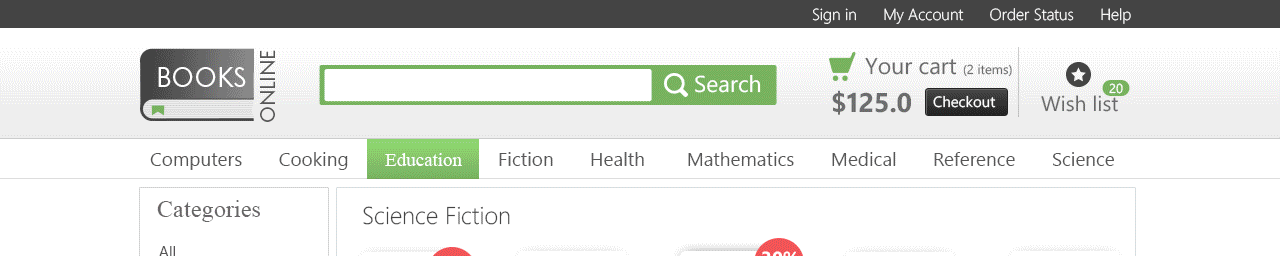 Sign in My Account Order Status Help
BOOKS ONLINE
Search
Your cart (2 items)
$125.0 Checkout
20
Wish list
Computers Cooking Education Fiction Health Mathematics Medical Reference Science
Categories
Science Fiction
All